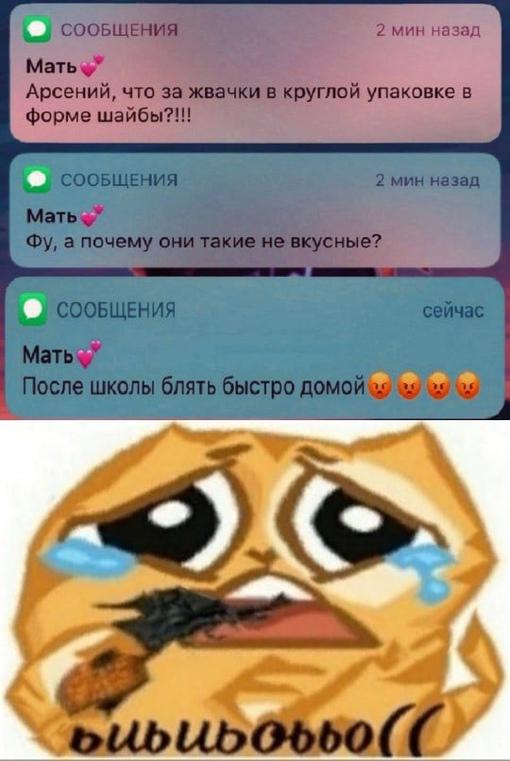 СООБЩЕНИЯ 2 мин назад
Мать💕
Арсений, что за жвачки в круглой упаковке в
форме шайбы?!!!
СООБЩЕНИЯ 2 мин назад
Мать💕
Фу, а почему они такие не вкусные?
СООБЩЕНИЯ сейчас
Мать💕
После школы блять быстро домой😡😡😡😡
ьиьиьоььо((